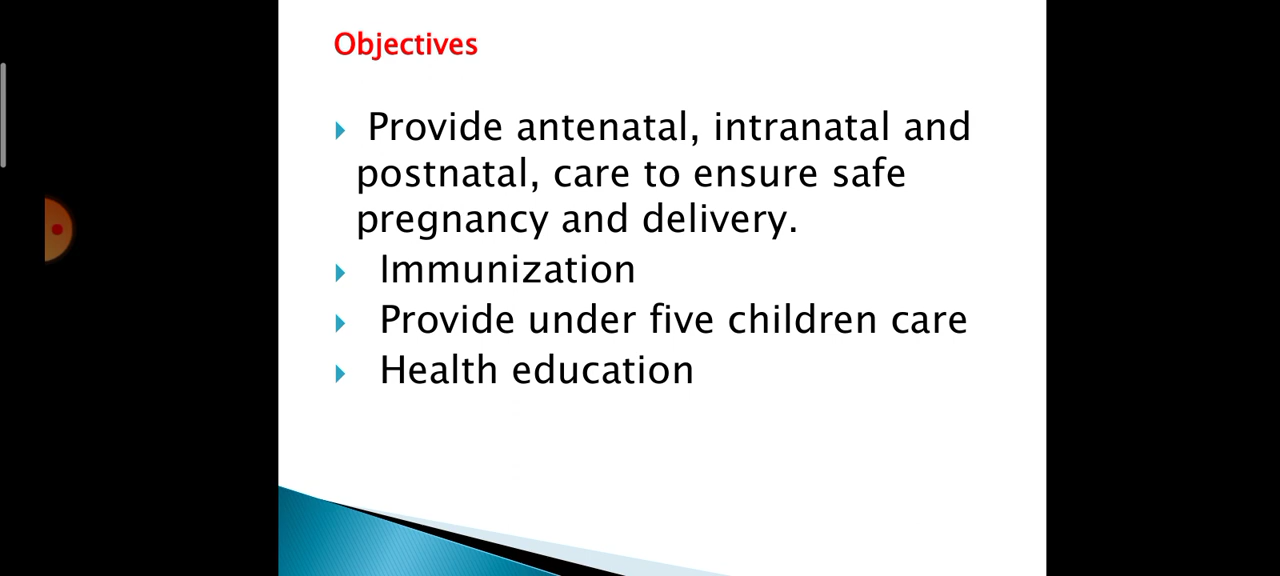 Objectives
Provide antenatal, intranatal and
postnatal, care to ensure safe
pregnancy and delivery.
Immunization
Provide under five children care
Health education